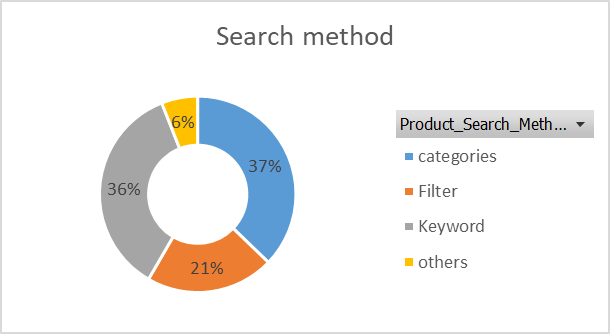 Search method
6%
37%
36%
21%
Product_Search_Meth...
categories
Filter
Keyword
others